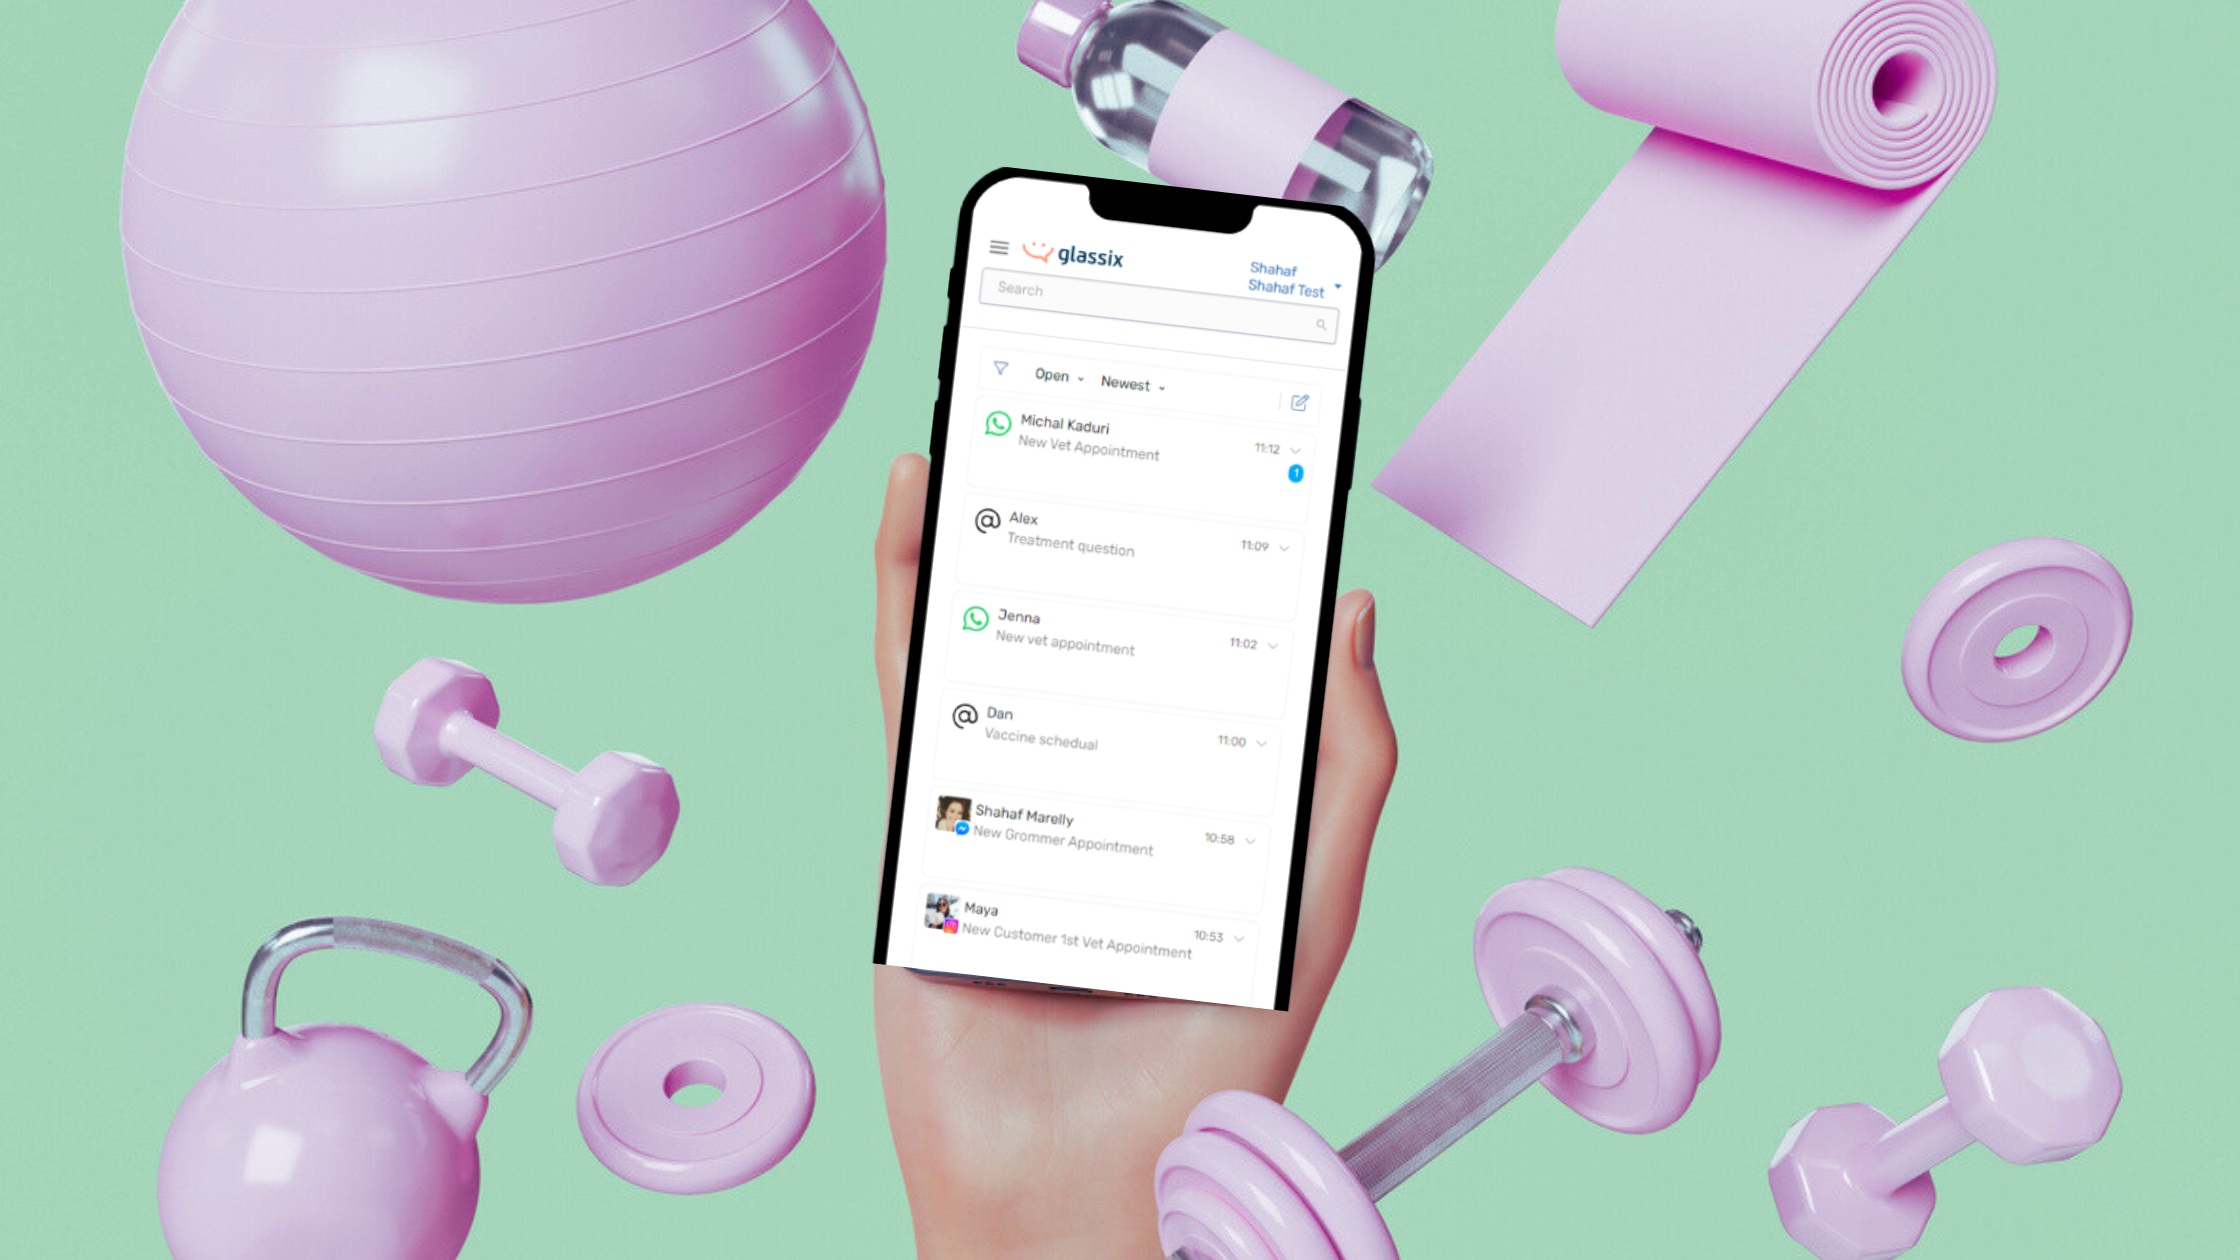 glassix
Shahaf
Shahaf Test
Search
Open
Newest
Michal Kaduri
New Vet Appointment
11:12
1
Alex
Treatment question
11:09
Jenna
New vet appointment
11:02
Dan
Vaccine schedual
11:00
Shahaf Marelly
New Grommer Appointment
10:58
Maya
New Customer 1st Vet Appointment
10:53